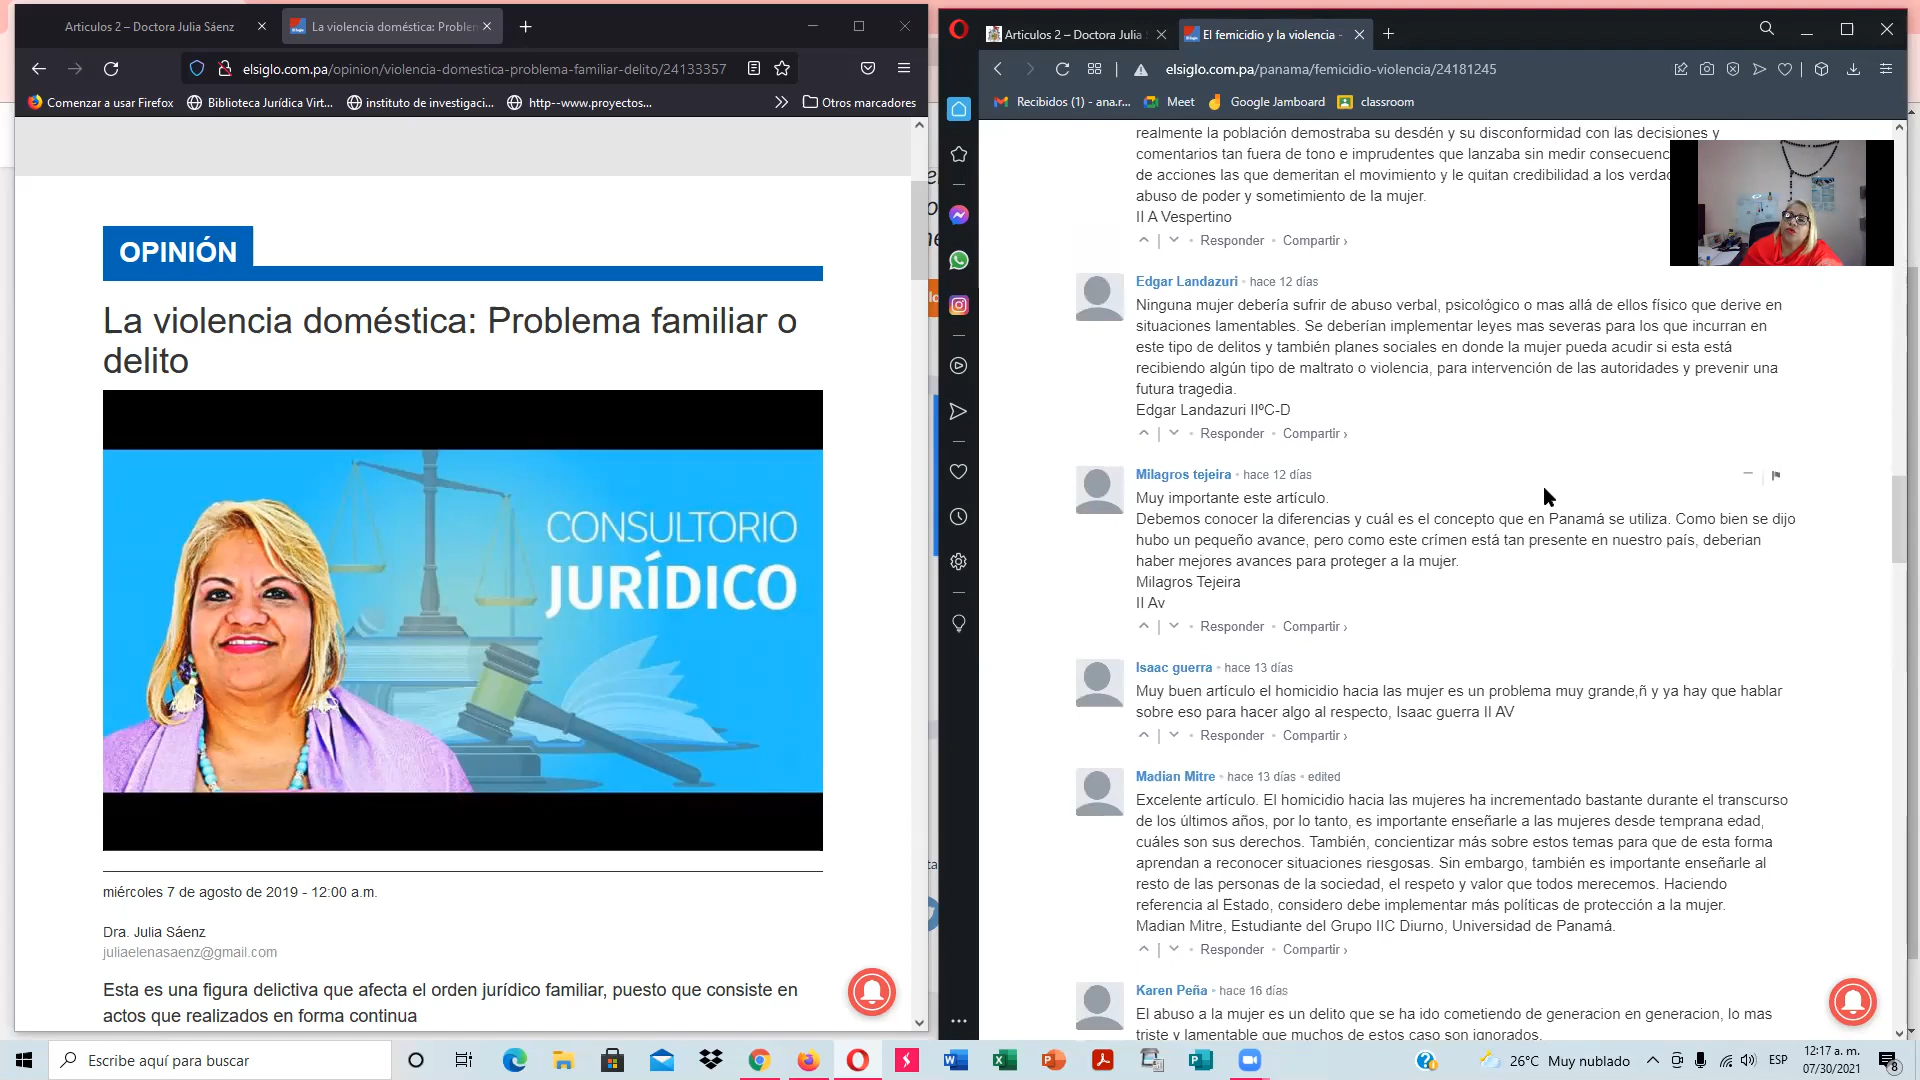 Articulos 2 – Doctora Julia Sáenz
La violencia doméstica: Problem
elsiglo.com.pa/opinion/violencia-domestica-problema-familiar-delito/24133357
Comenzar a usar Firefox
Biblioteca Jurídica Virt...
instituto de investigaci...
http--www.proyectos...
Otros marcadores
OPINIÓN
La violencia doméstica: Problema familiar o
delito
CONSULTORIO
JURÍDICO
miércoles 7 de agosto de 2019 - 12:00 a.m.
Dra. Julia Sáenz
juliaelenasaenz@gmail.com
Esta es una figura delictiva que afecta el orden jurídico familiar, puesto que consiste en
actos que realizados en forma continua
Articulos 2 – Doctora Julia
El femicidio y la violencia -
elsiglo.com.pa/panama/femicidio-violencia/24181245
Recibidos (1) - ana.r...
Meet
Google Jamboard
classroom
realmente la población demostraba su desdén y su disconformidad con las decisiones y
comentarios tan fuera de tono e imprudentes que lanzaba sin medir
de acciones las que demeritan el movimiento y le quitan credibilidad a los
abuso de poder y sometimiento de la mujer.
II A Vespertino
Responder • Compartir ›
Edgar Landazuri • hace 12 días
Ninguna mujer debería sufrir de abuso verbal, psicológico o mas allá de ellos físico que derive en
situaciones lamentables. Se deberían implementar leyes mas severas para los que incurran en
este tipo de delitos y también planes sociales en donde la mujer pueda acudir si esta está
recibiendo algún tipo de maltrato o violencia, para intervención de las autoridades y prevenir una
futura tragedia.
Edgar Landazuri IIºC-D
Responder • Compartir ›
Milagros tejeira • hace 12 días
Muy importante este artículo.
Debemos conocer la diferencias y cuál es el concepto que en Panamá se utiliza. Como bien se dijo
hubo un pequeño avance, pero como este crímen está tan presente en nuestro país, deberian
haber mejores avances para proteger a la mujer.
Milagros Tejeira
II Av
Responder • Compartir ›
Isaac guerra • hace 13 días
Muy buen artículo el homicidio hacia las mujer es un problema muy grande,ñ y ya hay que hablar
sobre eso para hacer algo al respecto, Isaac guerra II AV
Responder • Compartir ›
Madian Mitre • hace 13 días • edited
Excelente artículo. El homicidio hacia las mujeres ha incrementado bastante durante el transcurso
de los últimos años, por lo tanto, es importante enseñarle a las mujeres desde temprana edad,
cuáles son sus derechos. También, concientizar más sobre estos temas para que de esta forma
aprendan a reconocer situaciones riesgosas. Sin embargo, también es importante enseñarle al
resto de las personas de la sociedad, el respeto y valor que todos merecemos. Haciendo
referencia al Estado, considero debe implementar más políticas de protección a la mujer.
Madian Mitre, Estudiante del Grupo IIC Diurno, Universidad de Panamá.
Responder • Compartir ›
Karen Peña • hace 16 días
El abuso a la mujer es un delito que se ha ido cometiendo de generacion en generacion, lo mas
triste y lamentable que muchos de estos caso son ignorados.
Escribe aquí para buscar
26°C Muy nublado
ESP
12:17 a. m.
07/30/2021
8